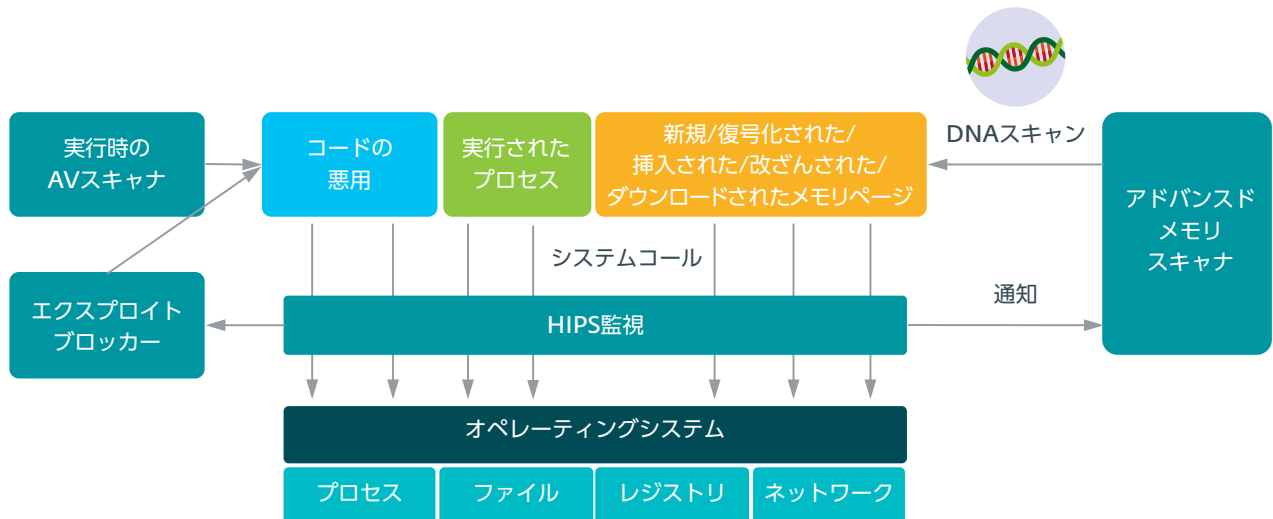 実行時の
AVスキャナ
コードの
悪用
実行された
プロセス
新規/復号化された/
挿入された/改ざんされた/
ダウンロードされたメモリページ
DNAスキャン
アドバンスド
メモリ
スキャナ
システムコール
エクスプロイト
ブロッカー
HIPS監視
通知
オペレーティングシステム
プロセス
ファイル
レジストリ
ネットワーク